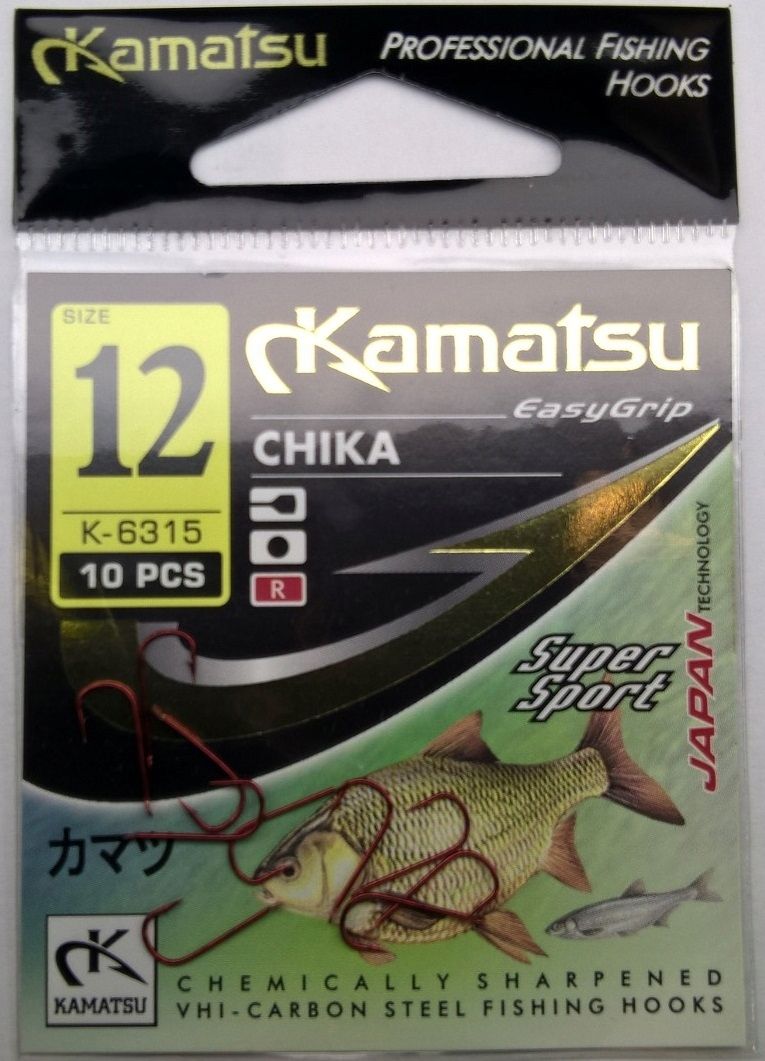 Kamatsu
PROFESSIONAL FISHING
HOOKS
SIZE
12
K-6315
10 PCS
Kamatsu
EasyGrip
CHIKA
R
Super
Sport
JAPAN TECHNOLOGY
カマツ
K
KAMATSU
CHEMICALLY SHARPENED
VHI-CARBON STEEL FISHING HOOKS